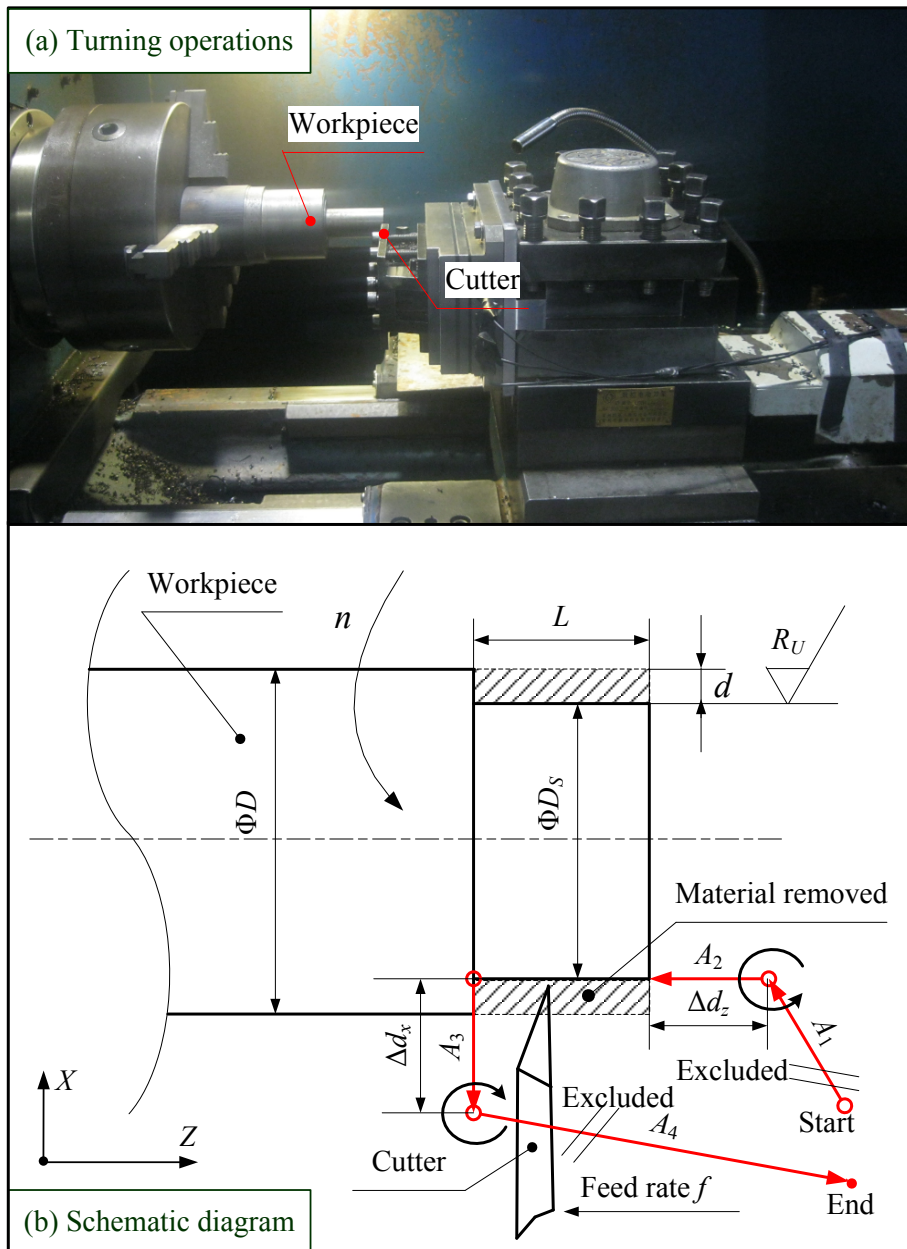 (a) Turning operations
Workpiece
Cutter
Workpiece
n
L
R_U
d
ΦD
ΦD_S
Material removed
A_2
Δd_z
A_1
Δd_x
A_3
Excluded
Excluded
A_4
Start
X
Z
Cutter
Feed rate f
End
(b) Schematic diagram